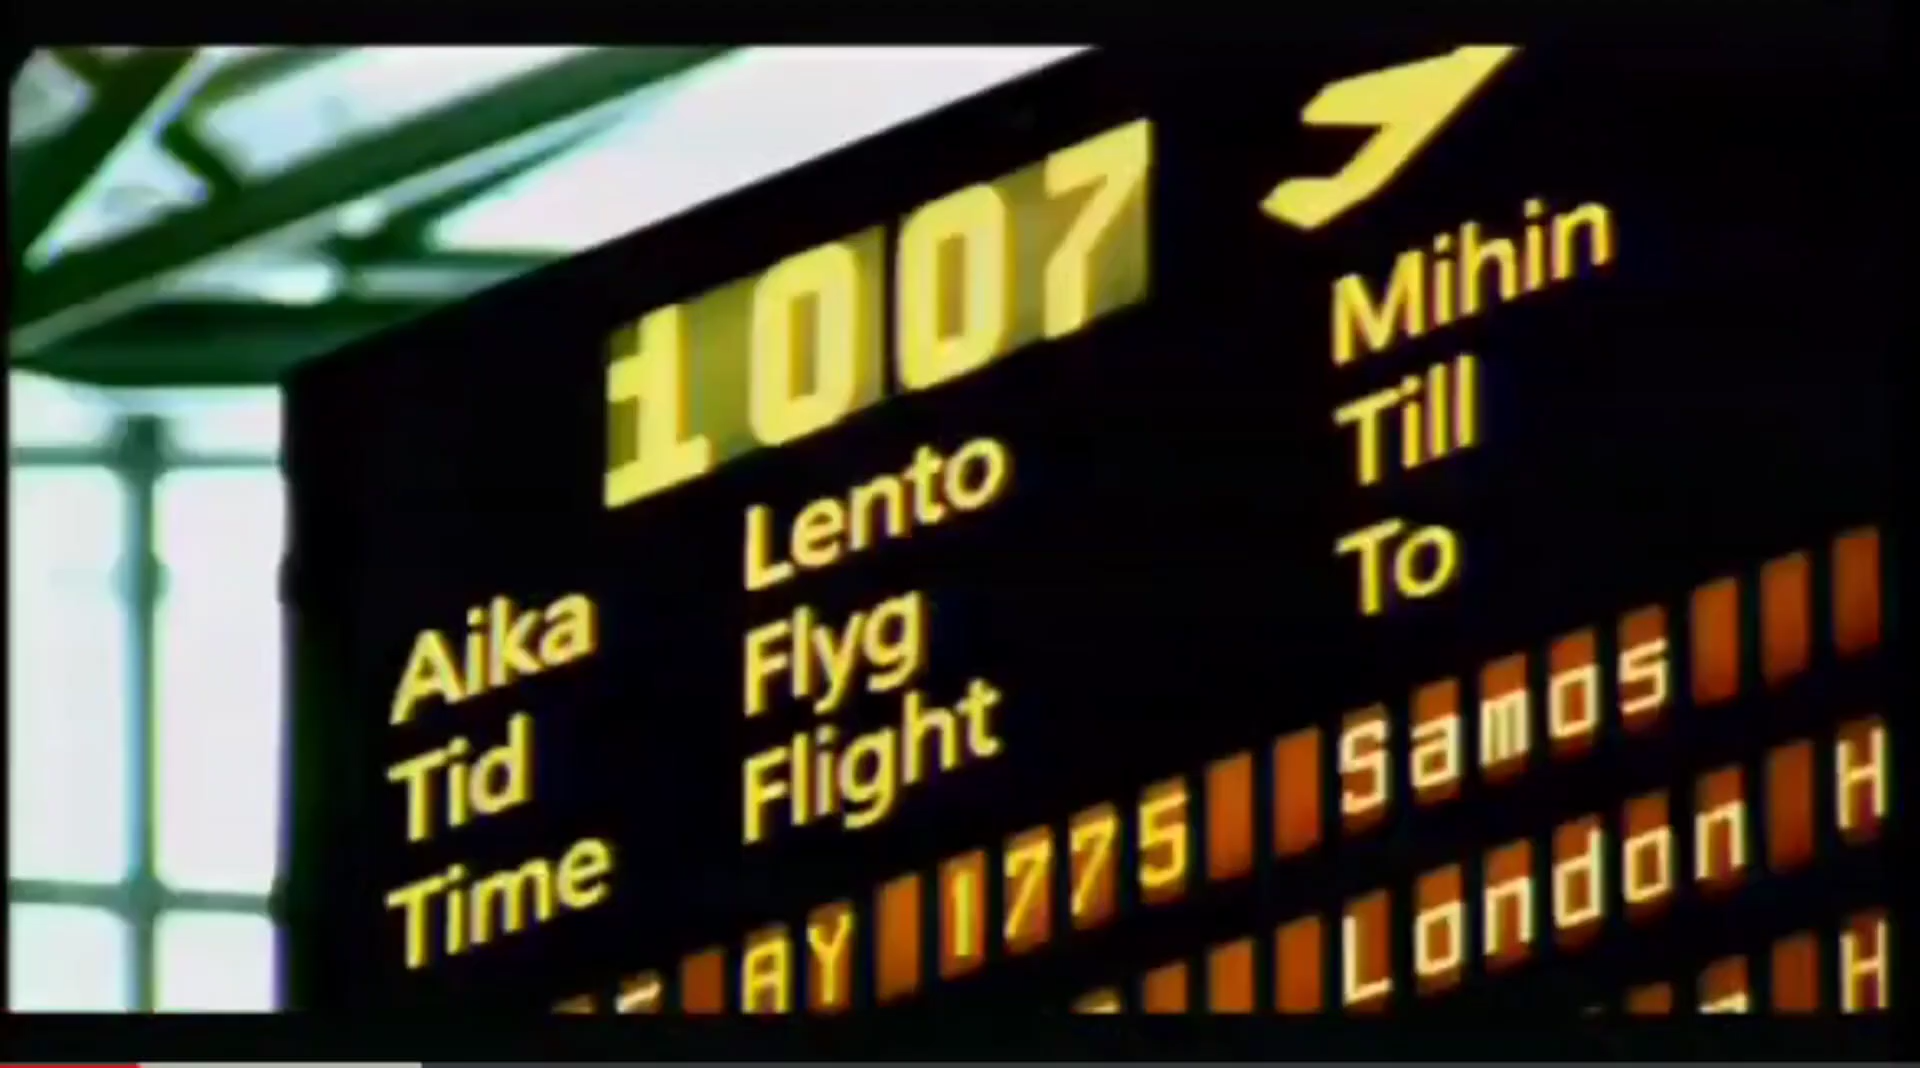 1007
Aika
Tid
Time
Lento
Flyg
Flight
Mihin
Till
To
AY 1775 Samos
London H
H